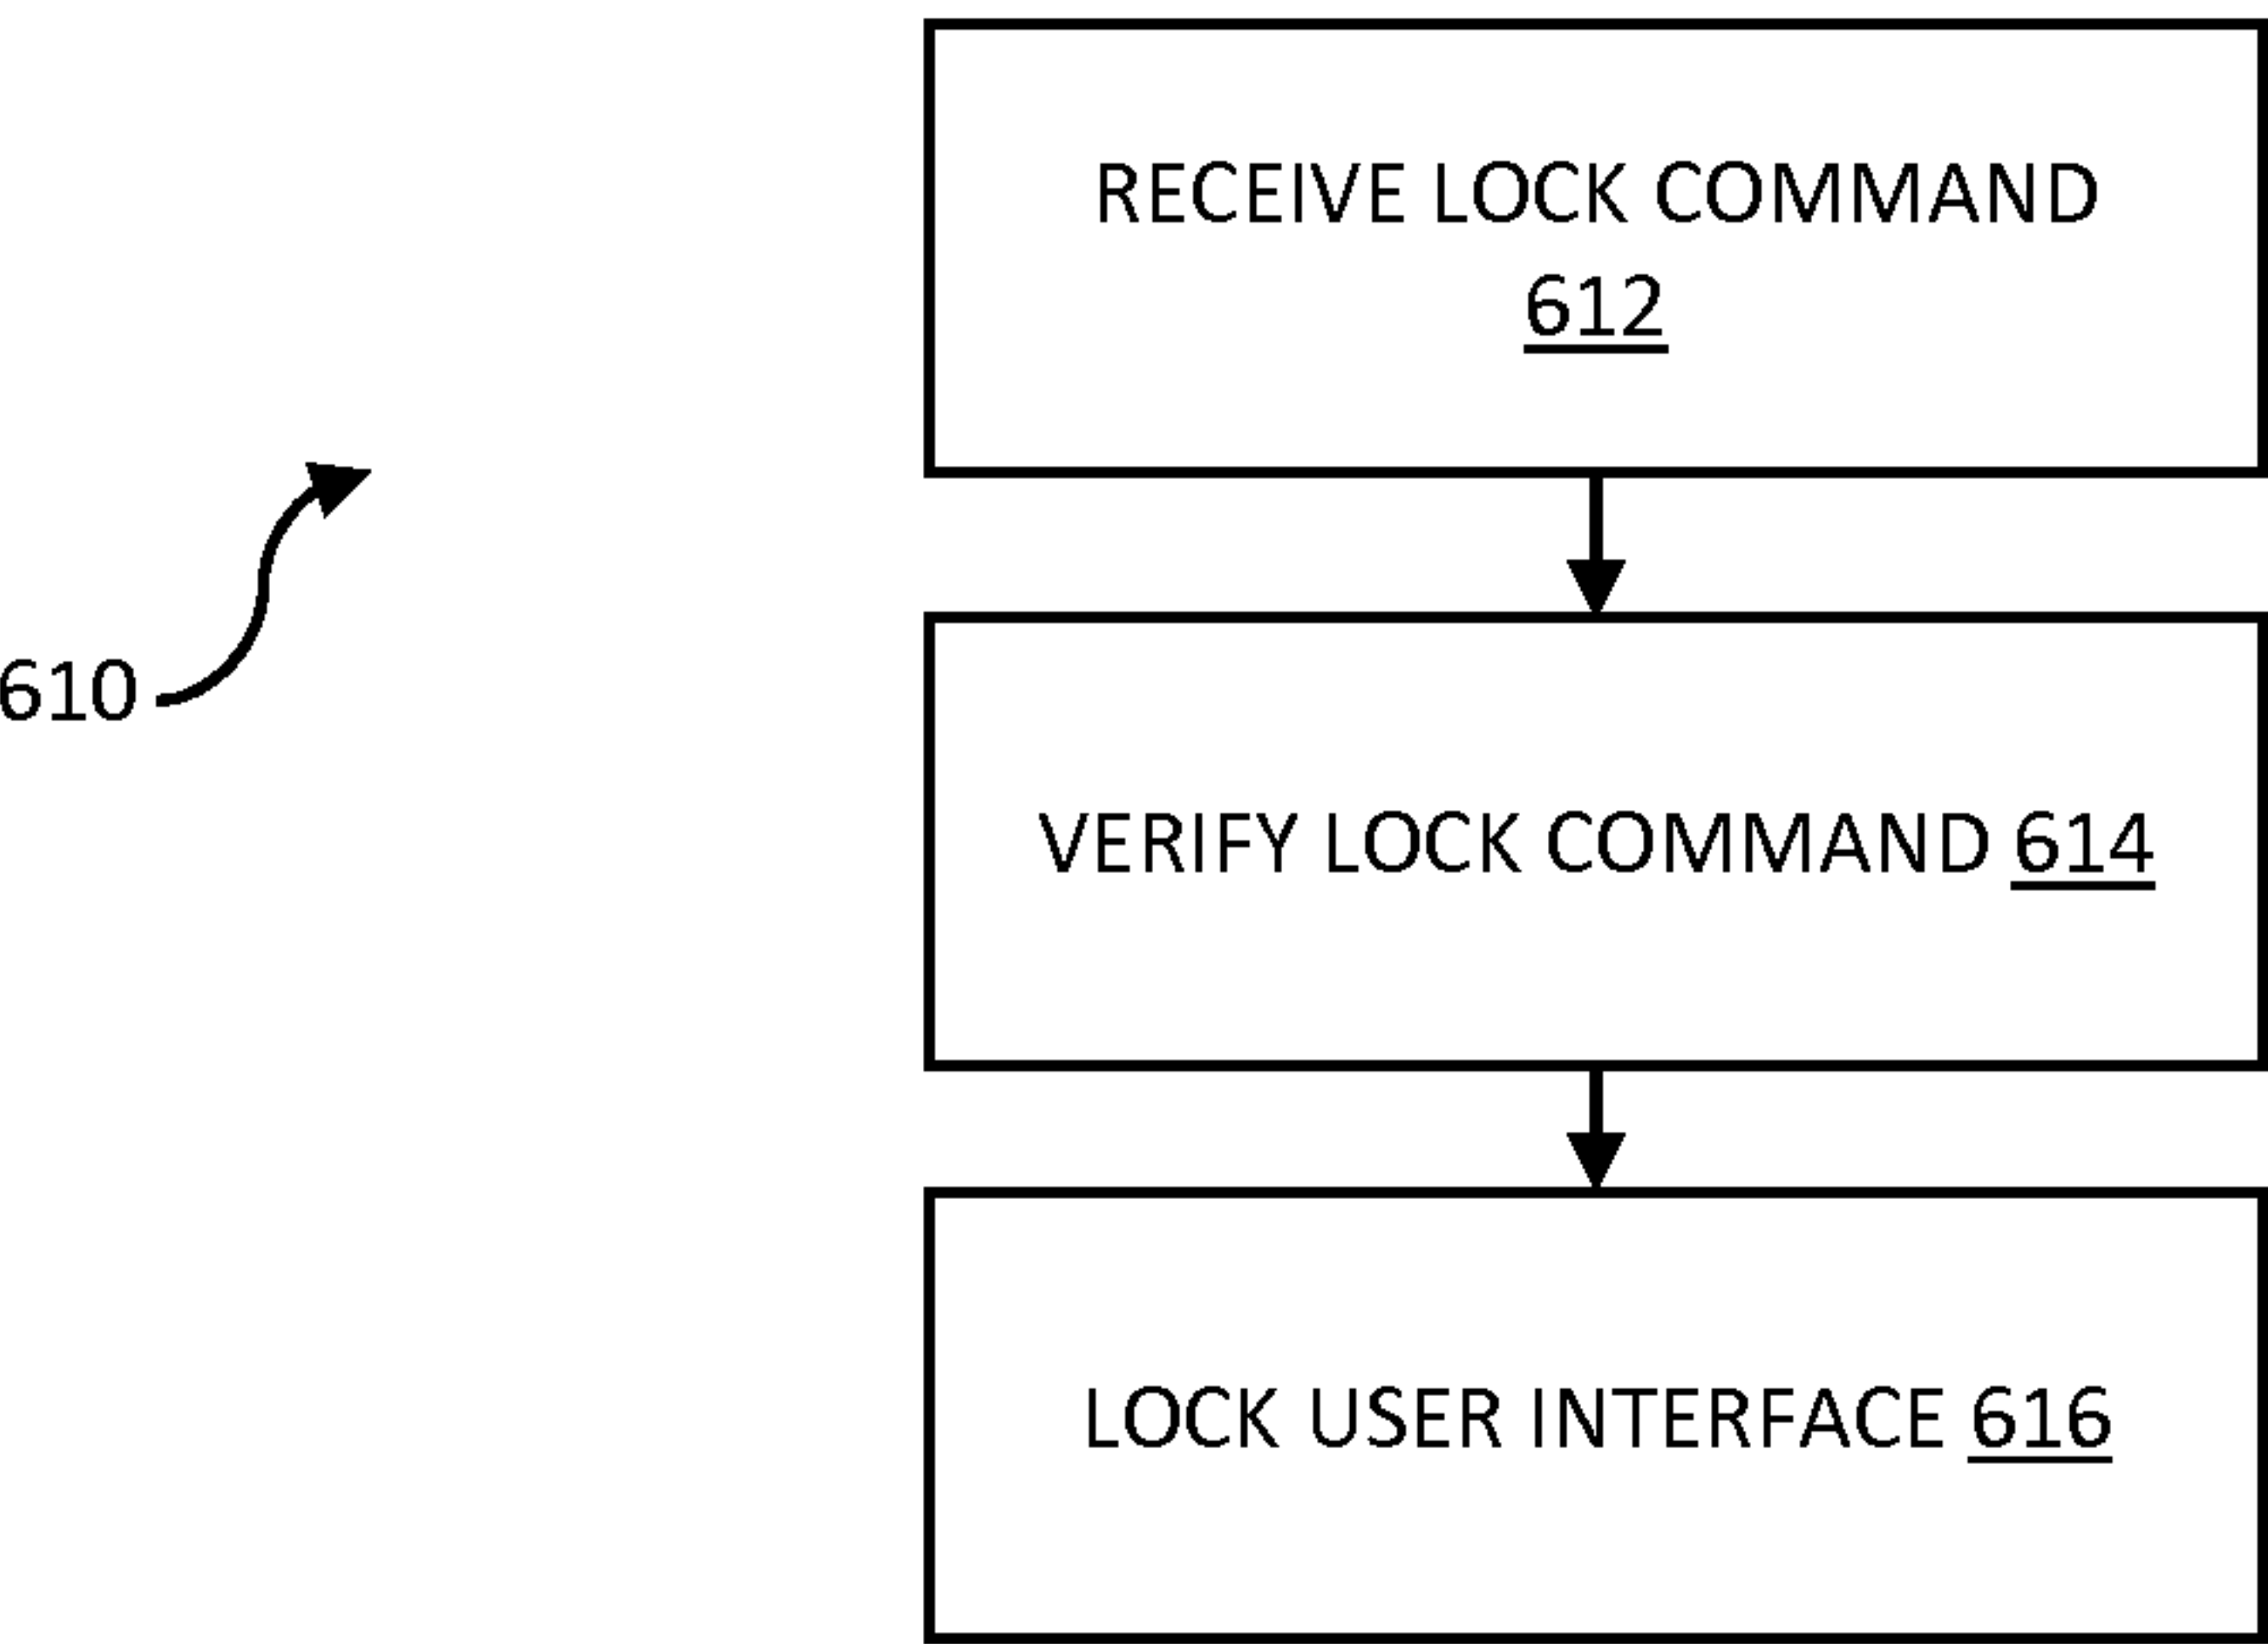 RECEIVE LOCK COMMAND
612
610
VERIFY LOCK COMMAND 614
LOCK USER INTERFACE 616